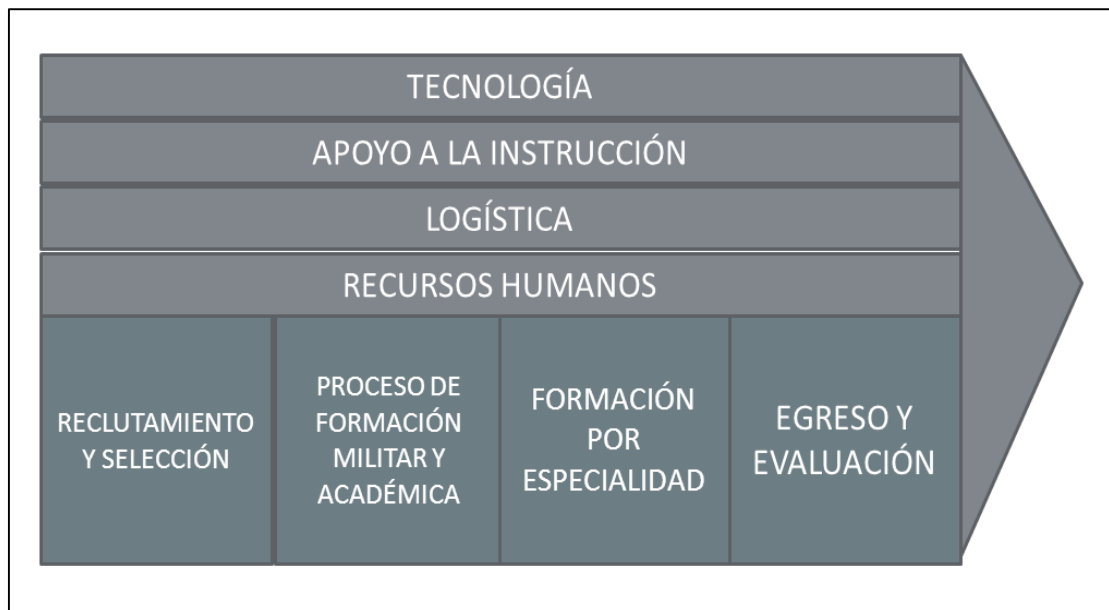 TECNOLOGÍA
APOYO A LA INSTRUCCIÓN
LOGÍSTICA
RECURSOS HUMANOS
RECLUTAMIENTO
Y SELECCIÓN
PROCESO DE
FORMACIÓN
MILITAR Y
ACADÉMICA
FORMACIÓN
POR
ESPECIALIDAD
EGRESO Y
EVALUACIÓN